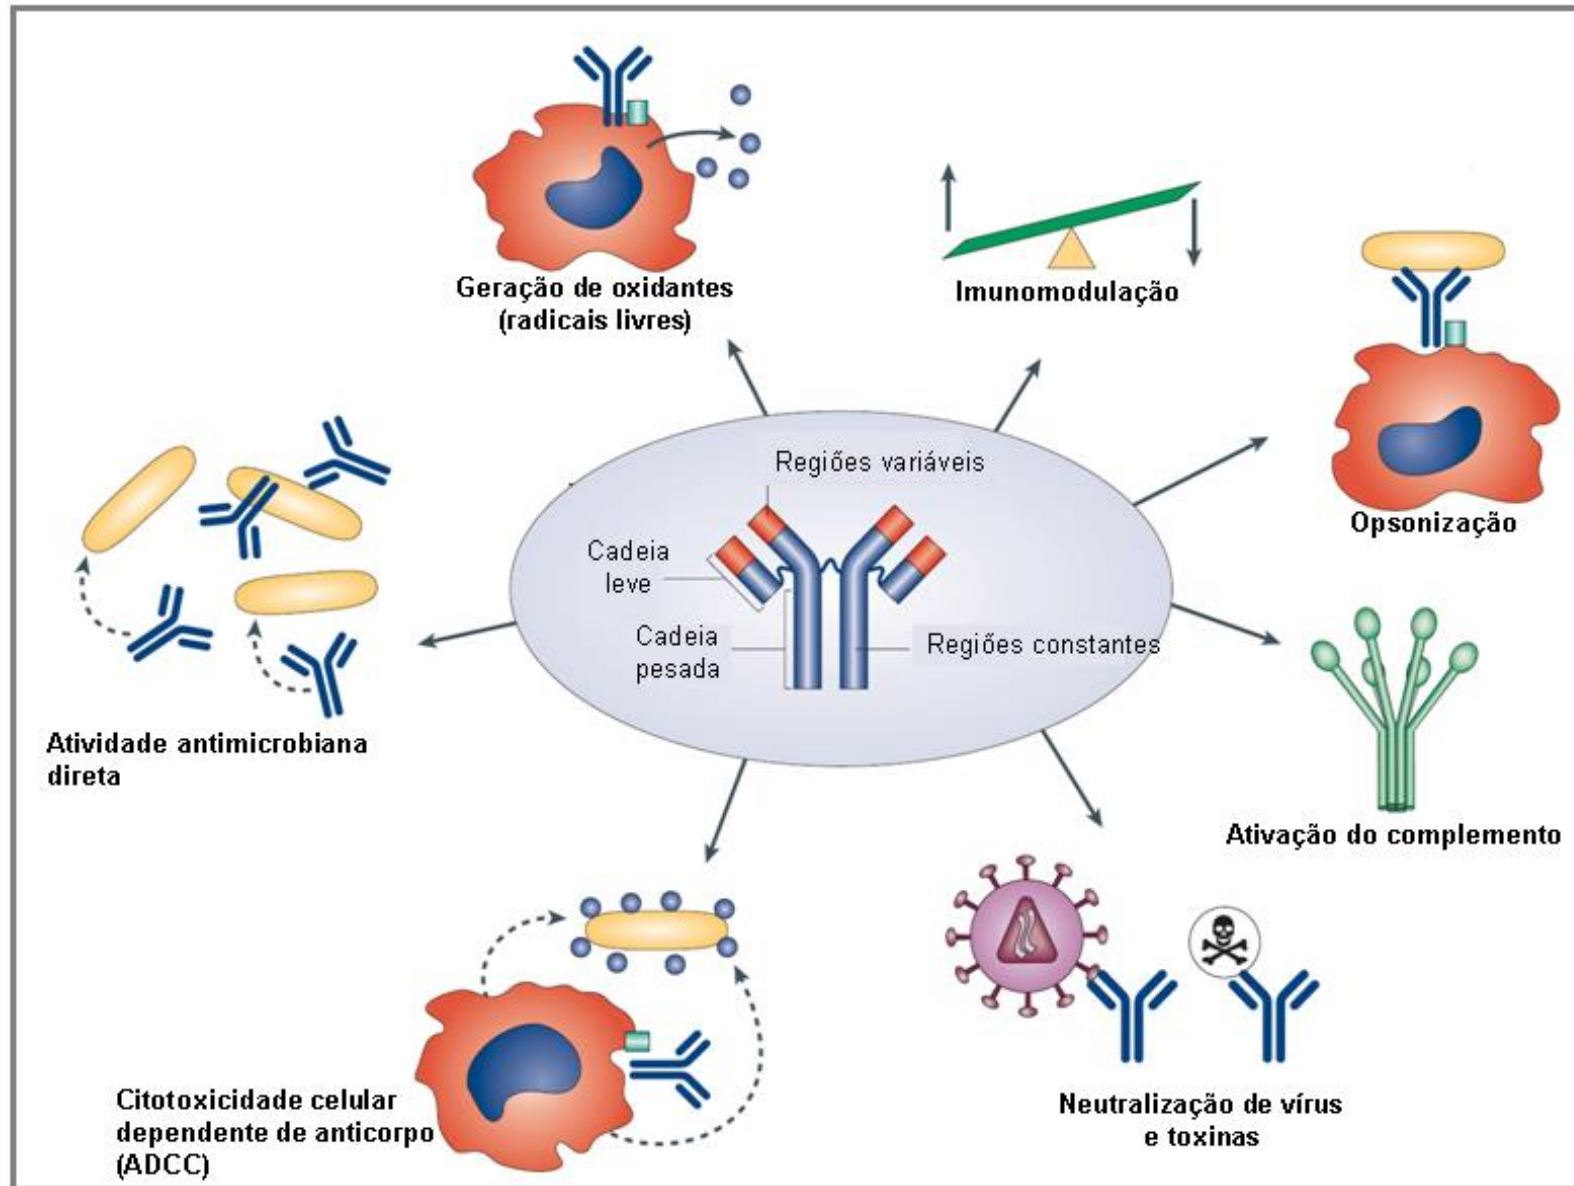 Geração de oxidantes
(radicais livres)
Imunomodulação
Opsonização
Regiões variáveis
Cadeia
leve
Cadeia
pesada
Regiões constantes
Atividade antimicrobiana
direta
Ativação do complemento
Citotoxicidade celular
dependente de anticorpo
(ADCC)
Neutralização de vírus
e toxinas